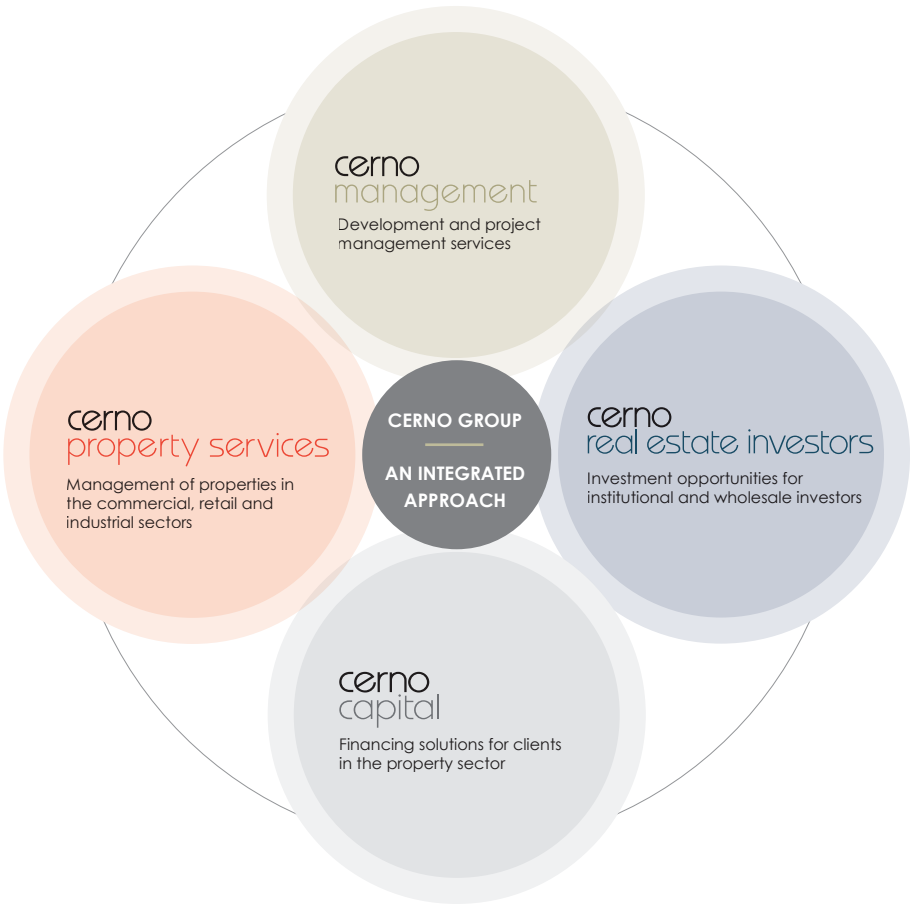 cerno
management
Development and project
management services
cerno
property services
Management of properties in
the commercial, retail and
industrial sectors
CERNO GROUP
AN INTEGRATED
APPROACH
cerno
real estate investors
Investment opportunities for
institutional and wholesale investors
cerno
capital
Financing solutions for clients
in the property sector